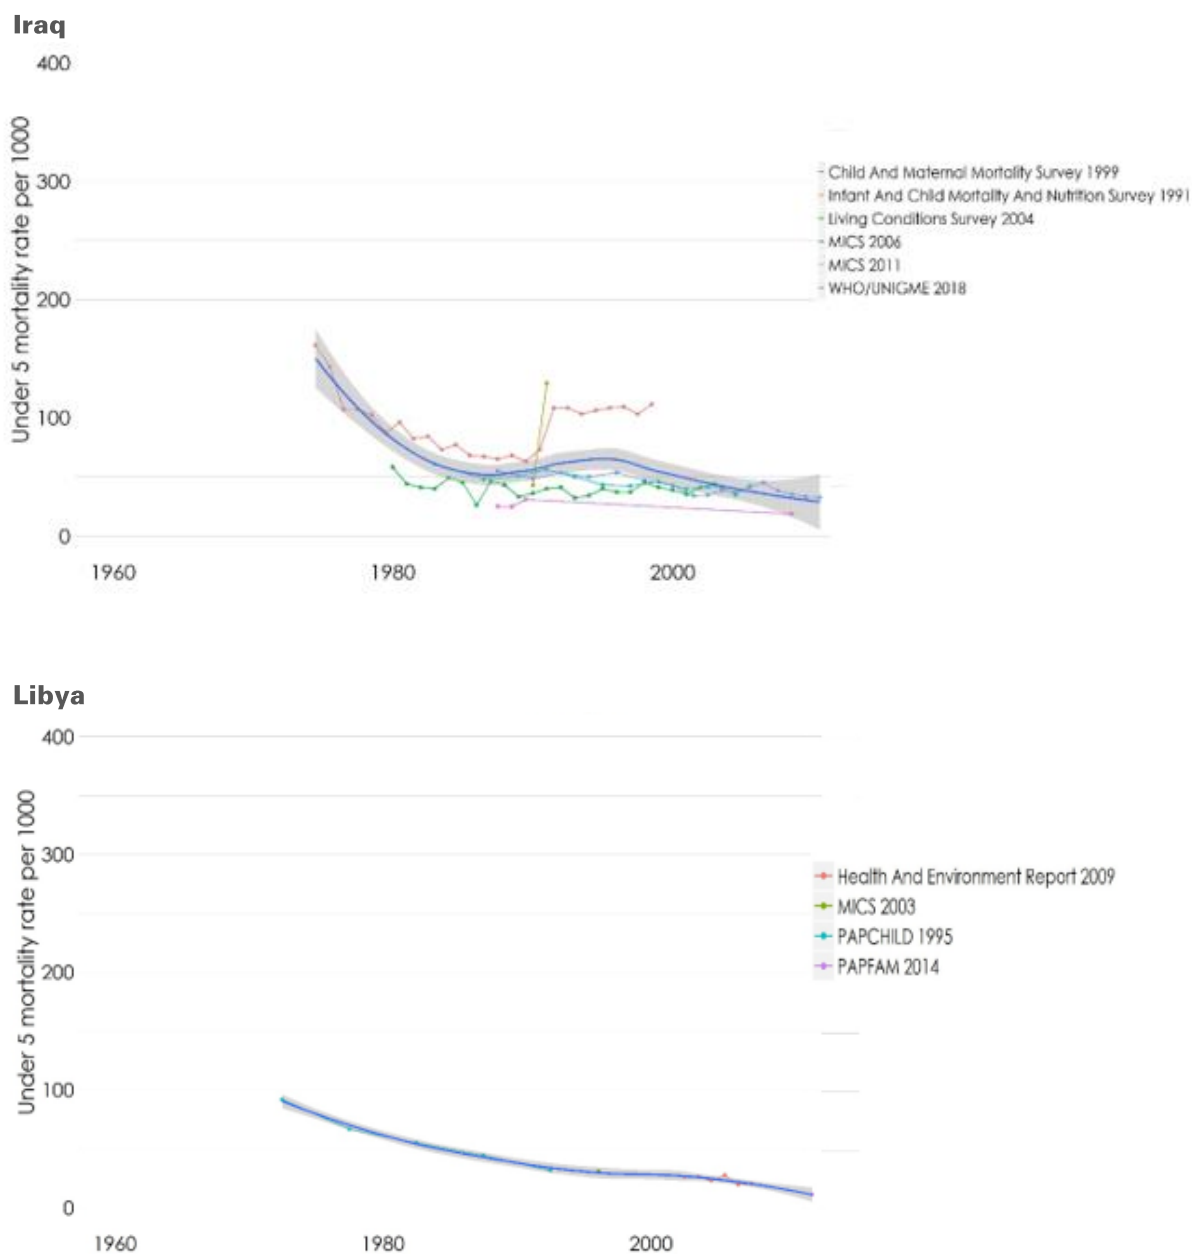 Iraq
400
300
200
100
0
Under 5 mortality rate per 1000
1960 1980 2000
Child And Maternal Mortality Survey 1999
Infant And Child Mortality And Nutrition Survey 1991
Living Conditions Survey 2004
MICS 2006
MICS 2011
WHO/UNIGME 2018
Libya
400
300
200
100
0
Under 5 mortality rate per 1000
1960 1980 2000
Health And Environment Report 2009
MICS 2003
PAPCHILD 1995
PAPFAM 2014